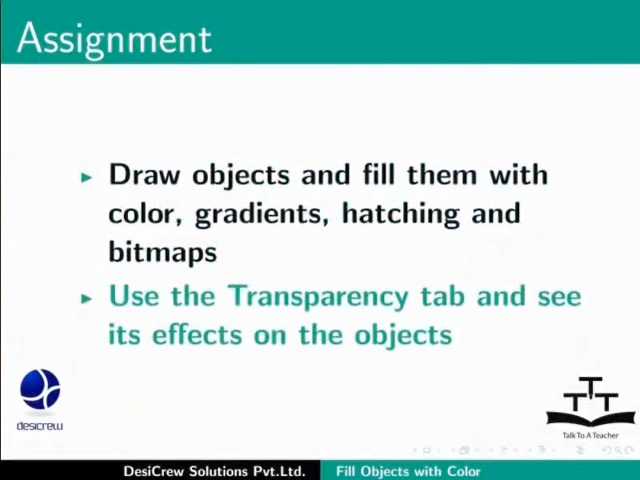 Assignment
Draw objects and fill them with
color, gradients, hatching and
bitmaps
Use the Transparency tab and see
its effects on the objects
desicrew
TTT
Talk To A Teacher
DesiCrew Solutions Pvt.Ltd.
Fill Objects with Color